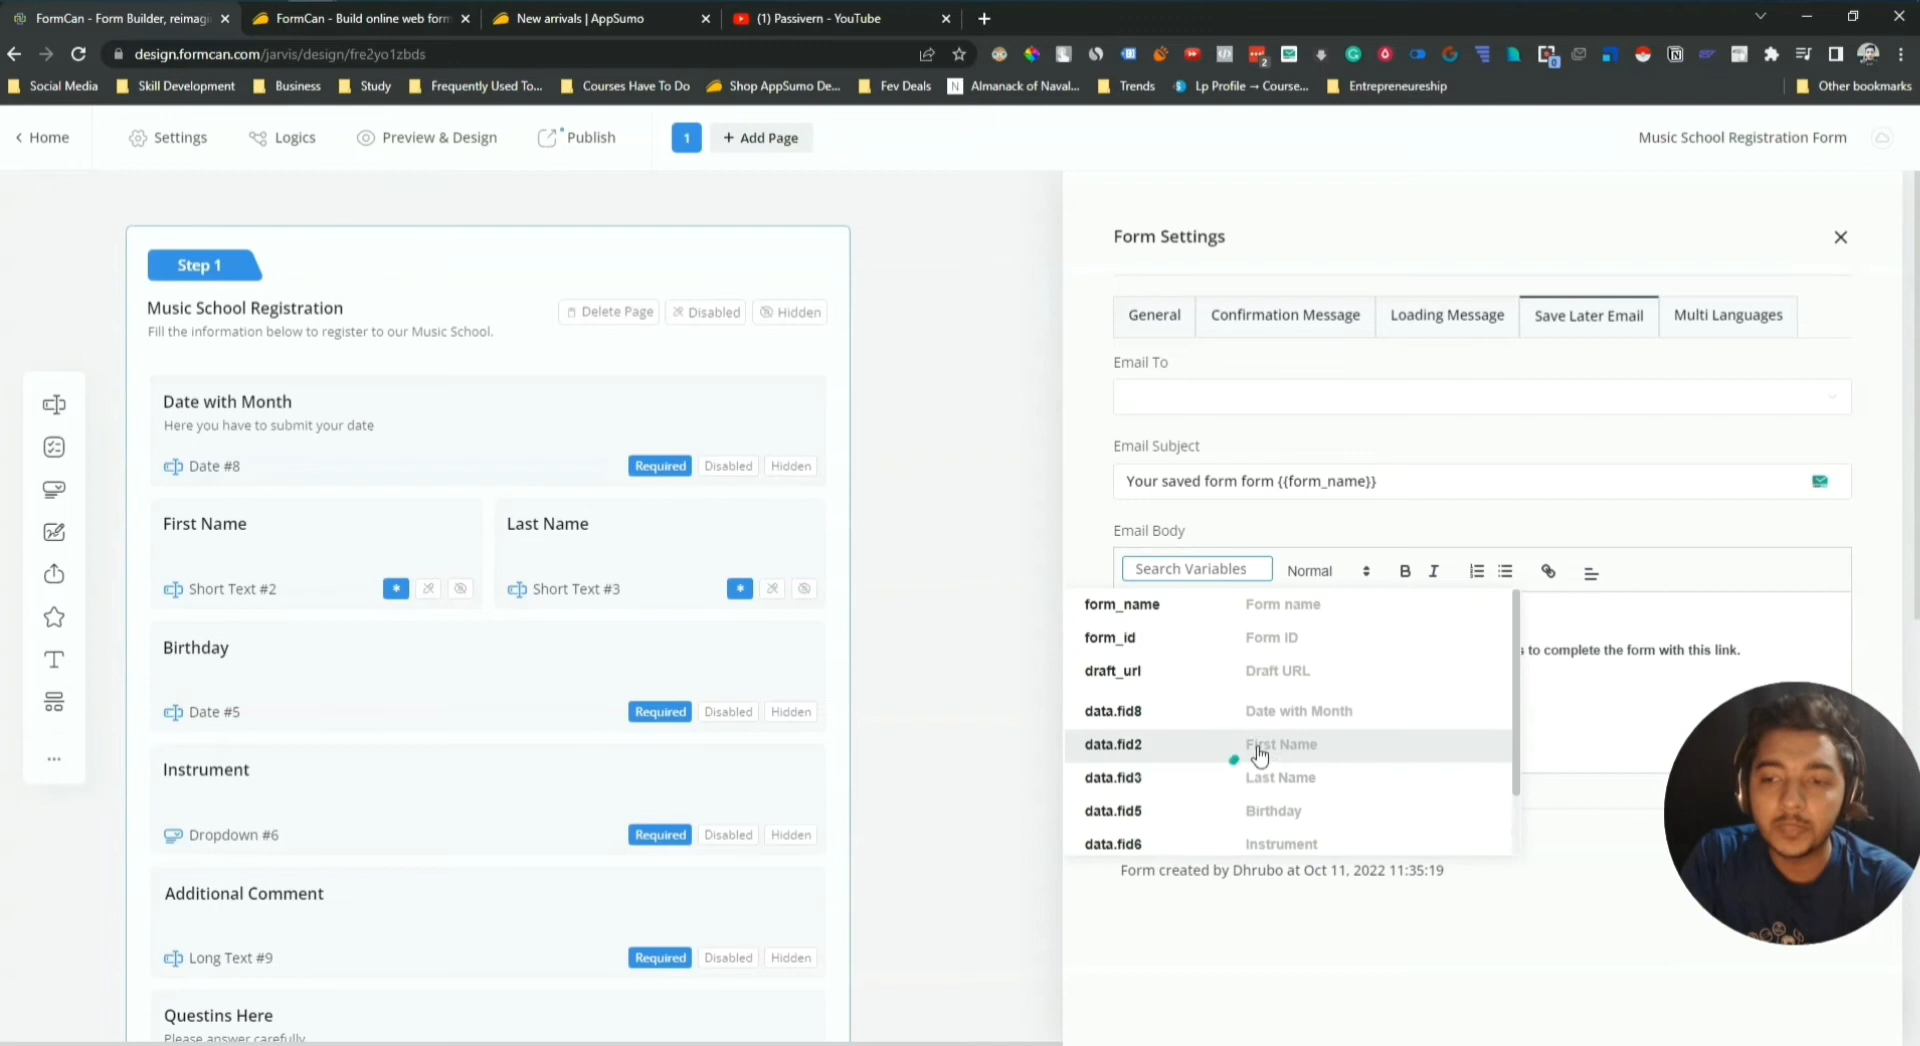 FormCan - Form Builder, reimagi
FormCan - Build online web form
New arrivals | AppSumo
(1) Passivern - YouTube
design.formcan.com/jarvis/design/fre2yo1zbds
Social Media
Skill Development
Business
Study
Frequently Used To...
Courses Have To Do
Shop AppSumo De...
Fev Deals
Almanack of Naval...
Trends
Lp Profile → Course...
Entrepreneureship
Other bookmarks
Home
Settings
Logics
Preview & Design
Publish
1
+ Add Page
Music School Registration Form
Step 1
Music School Registration
Fill the information below to register to our Music School.
Delete Page
Disabled
Hidden
Date with Month
Here you have to submit your date
Date #8
Required
Disabled
Hidden
First Name
Short Text #2
Last Name
Short Text #3
Birthday
Date #5
Required
Disabled
Hidden
Instrument
Dropdown #6
Required
Disabled
Hidden
Additional Comment
Long Text #9
Required
Disabled
Hidden
Questins Here
Please answer carefully
Form Settings
General
Confirmation Message
Loading Message
Save Later Email
Multi Languages
Email To
Email Subject
Your saved form form {{form_name}}
Email Body
Search Variables
Normal
B
I
form_name Form name
form_id Form ID
draft_url Draft URL
data.fid8 Date with Month
data.fid2 First Name
data.fid3 Last Name
data.fid5 Birthday
data.fid6 Instrument
to complete the form with this link.
Form created by Dhrubo at Oct 11, 2022 11:35:19